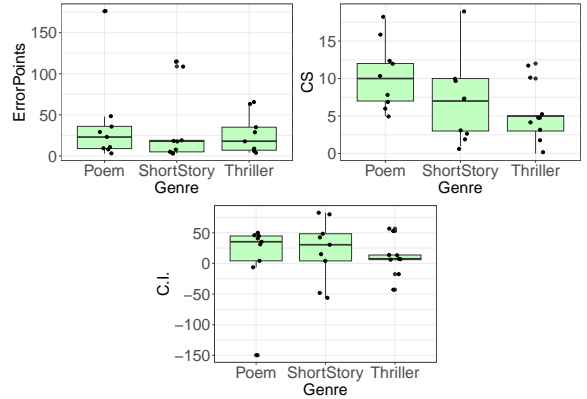 ErrorPoints
150
100
50
0
Poem ShortStory Thriller
Genre
CS
15
10
5
0
Poem ShortStory Thriller
Genre
C.I.
50
0
−50
−100
−150
Poem ShortStory Thriller
Genre